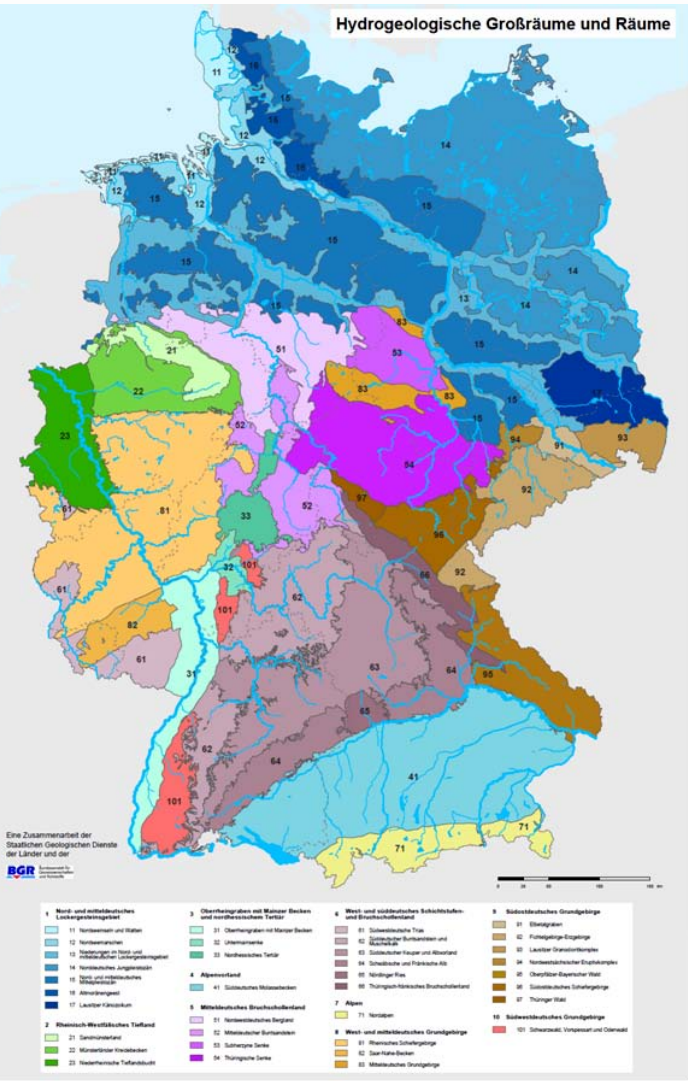 Hydrogeologische Großräume und Räume
Eine Zusammenarbeit der
Staatlichen Geologischen Dienste
der Länder und der
BGR
Bundesanstalt für
Geowissenschaften
und Rohstoffe
1 Nord- und mitteldeutsches
Lockergesteinsgebiet
11 Nordseeinseln und Watten
12 Nordseemarschen
13 Niederungen im Nord- und
mitteldeutschen Lockergesteinsgebiet
14 Norddeutsches Jungpleistozän
15 Nord- und mitteldeutsches
Mittelpleistozän
16 Altmoränengeest
17 Lausitzer Känozoikum
2 Rheinisch-Westfälisches Tiefland
21 Sandmünsterland
22 Münsterländer Kreidebecken
23 Niederrheinische Tieflandsbucht
3 Oberrheingraben mit Mainzer Becken
und nordhessischem Tertiär
31 Oberrheingraben mit Mainzer Becken
32 Untermainsenke
33 Nordhessisches Tertiär
4 Alpenvorland
41 Süddeutsches Molassebecken
5 Mitteldeutsches Bruchschollenland
51 Nordwestdeutsches Bergland
52 Mitteldeutscher Buntsandstein
53 Subherzyne Senke
54 Thüringische Senke
6 West- und süddeutsches Schichtstufen-
und Bruchschollenland
61 Südwestdeutsche Trias
62 Süddeutscher Buntsandstein und
Muschelkalk
63 Süddeutscher Keuper und Albvorland
64 Schwäbische und Fränkische Alb
65 Nördlinger Ries
66 Thüringisch-fränkisches Bruchschollenland
7 Alpen
71 Nordalpen
8 West- und mitteldeutsches Grundgebirge
81 Rheinisches Schiefergebirge
82 Saar-Nahe-Becken
83 Mitteldeutsches Grundgebirge
9 Südostdeutsches Grundgebirge
91 Elbtalgraben
92 Fichtelgebirge-Erzgebirge
93 Lausitzer Granodioritkomplex
94 Nordwestsächsischer Eruptivkomplex
95 Oberpfälzer-Bayerischer Wald
96 Südostdeutsches Schiefergebirge
97 Thüringer Wald
10 Südwestdeutsches Grundgebirge
101 Schwarzwald, Vorspessart und Odenwald